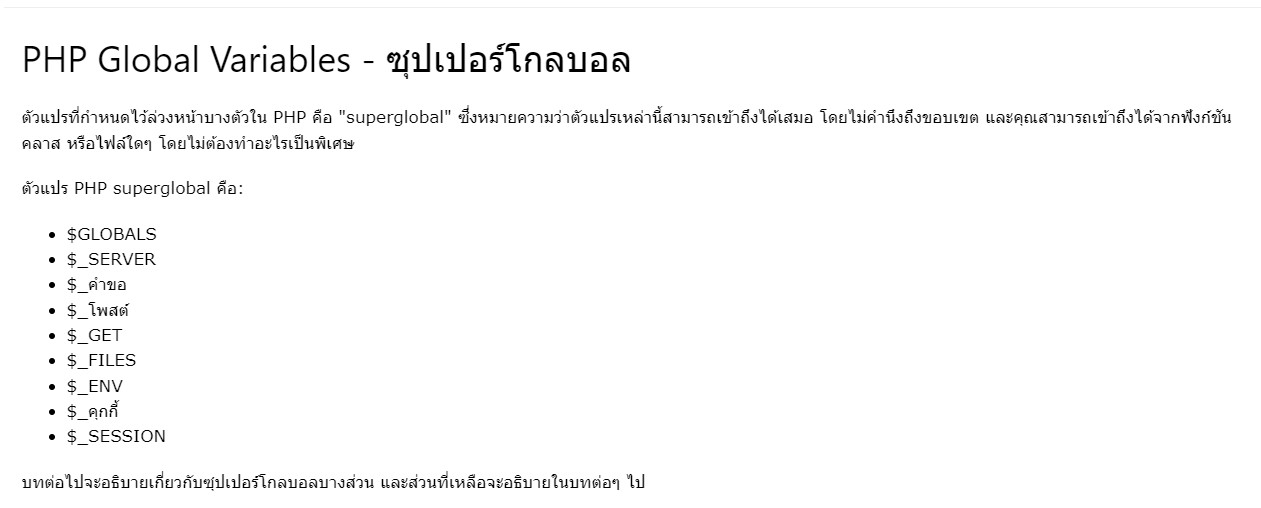 PHP Global Variables - ซุปเปอร์โกลบอล
ตัวแปรที่กำหนดไว้ล่วงหน้าบางตัวใน PHP คือ "superglobal" ซึ่งหมายความว่าตัวแปรเหล่านี้สามารถเข้าถึงได้เสมอ โดยไม่คำนึงถึงขอบเขต และคุณสามารถเข้าถึงได้จากฟังก์ชัน
คลาส หรือไฟล์ใดๆ โดยไม่ต้องทำอะไรเป็นพิเศษ
ตัวแปร PHP superglobal คือ:
• $GLOBALS
• $_SERVER
• $_คำขอ
• $_โพสต์
• $_GET
• $_FILES
• $_ENV
• $_คุกกี้
• $_SESSION
บทต่อไปจะอธิบายเกี่ยวกับซุปเปอร์โกลบอลบางส่วน และส่วนที่เหลือจะอธิบายในบทต่อๆ ไป